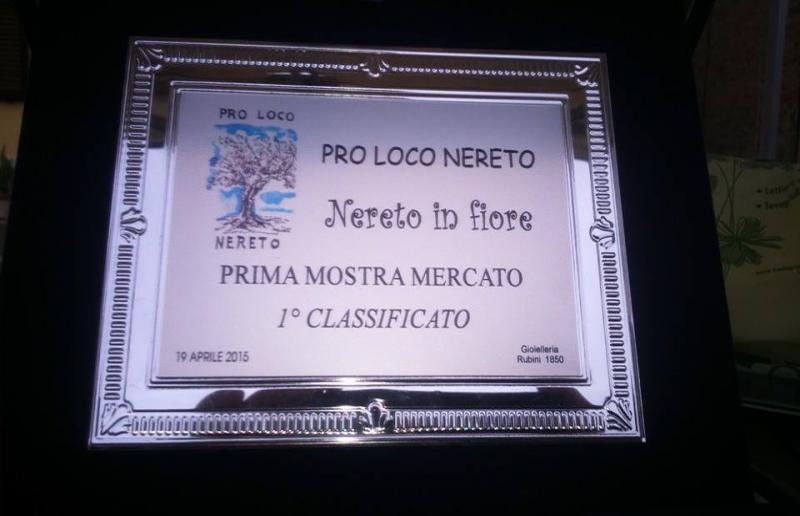 PRO LOCO
NERETO
PRO LOCO NERETO
Nereto in fiore
PRIMA MOSTRA MERCATO
1° CLASSIFICATO
19 APRILE 2015
Gioielleria
Rubini 1850